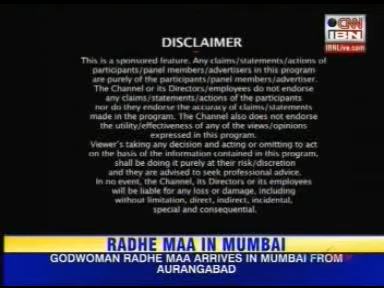 CNN
IBN
IBNLive.com
DISCLAIMER
This is a sponsored feature. Any claims/statements/actions of
participants/panel members/advertisers in this program
are purely of the participants/panel members/advertiser.
The Channel or its Directors/employees do not endorse
any claims/statements/actions of the participants
nor do they endorse the accuracy of claims/statements
made in the program. The Channel also does not endorse
the utility/effectiveness of any of the views/opinions
expressed in this program.
Viewer's taking any decision and acting or omitting to act
on the basis of the information contained in this program,
shall be doing it purely at their risk/discretion
and they are advised to seek professional advice.
In no event, the Channel, its Directors or its employees
will be liable for any loss or damage, including
without limitation, direct, indirect, incidental,
special and consequential.
RADHE MAA IN MUMBAI
GODWOMAN RADHE MAA ARRIVES IN MUMBAI FROM
AURANGABAD